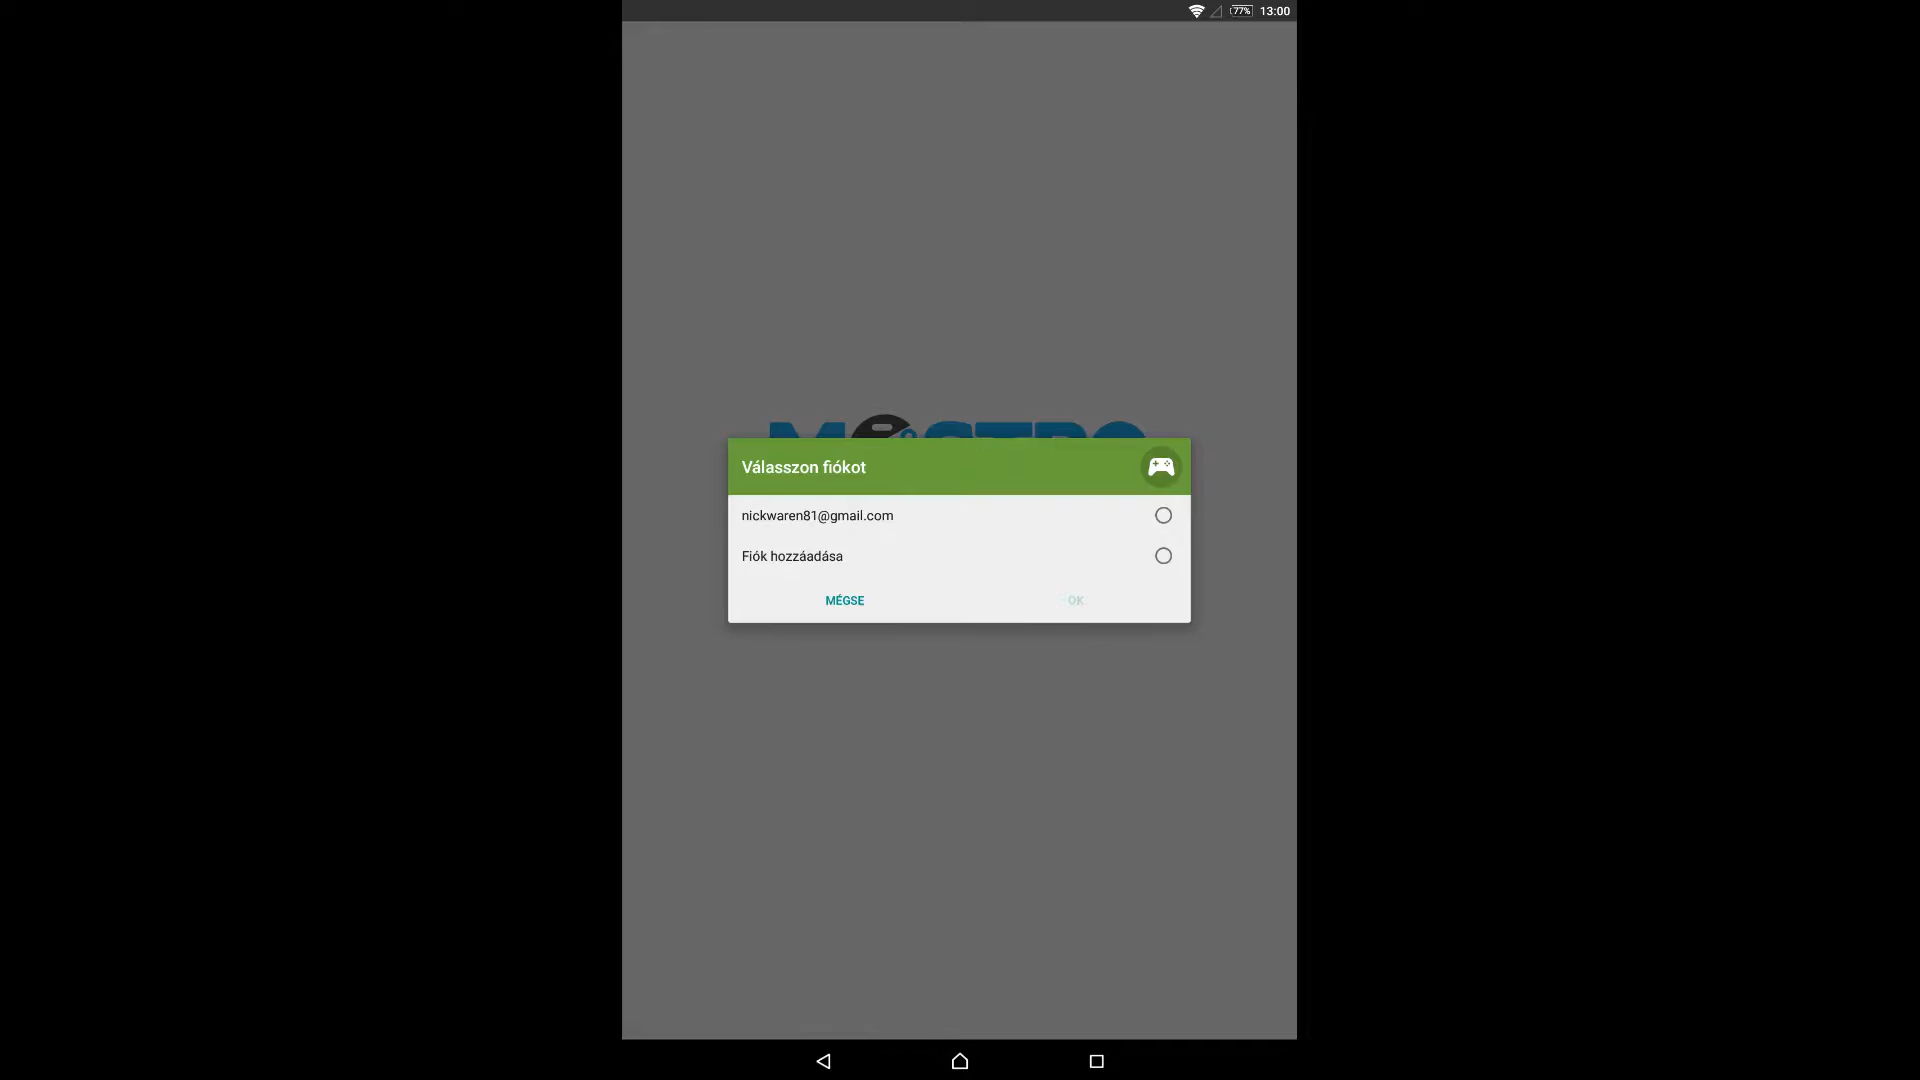 77%
13:00
Válasszon fiókot
nickwaren81@gmail.com
Fiók hozzáadása
MÉGSE
OK